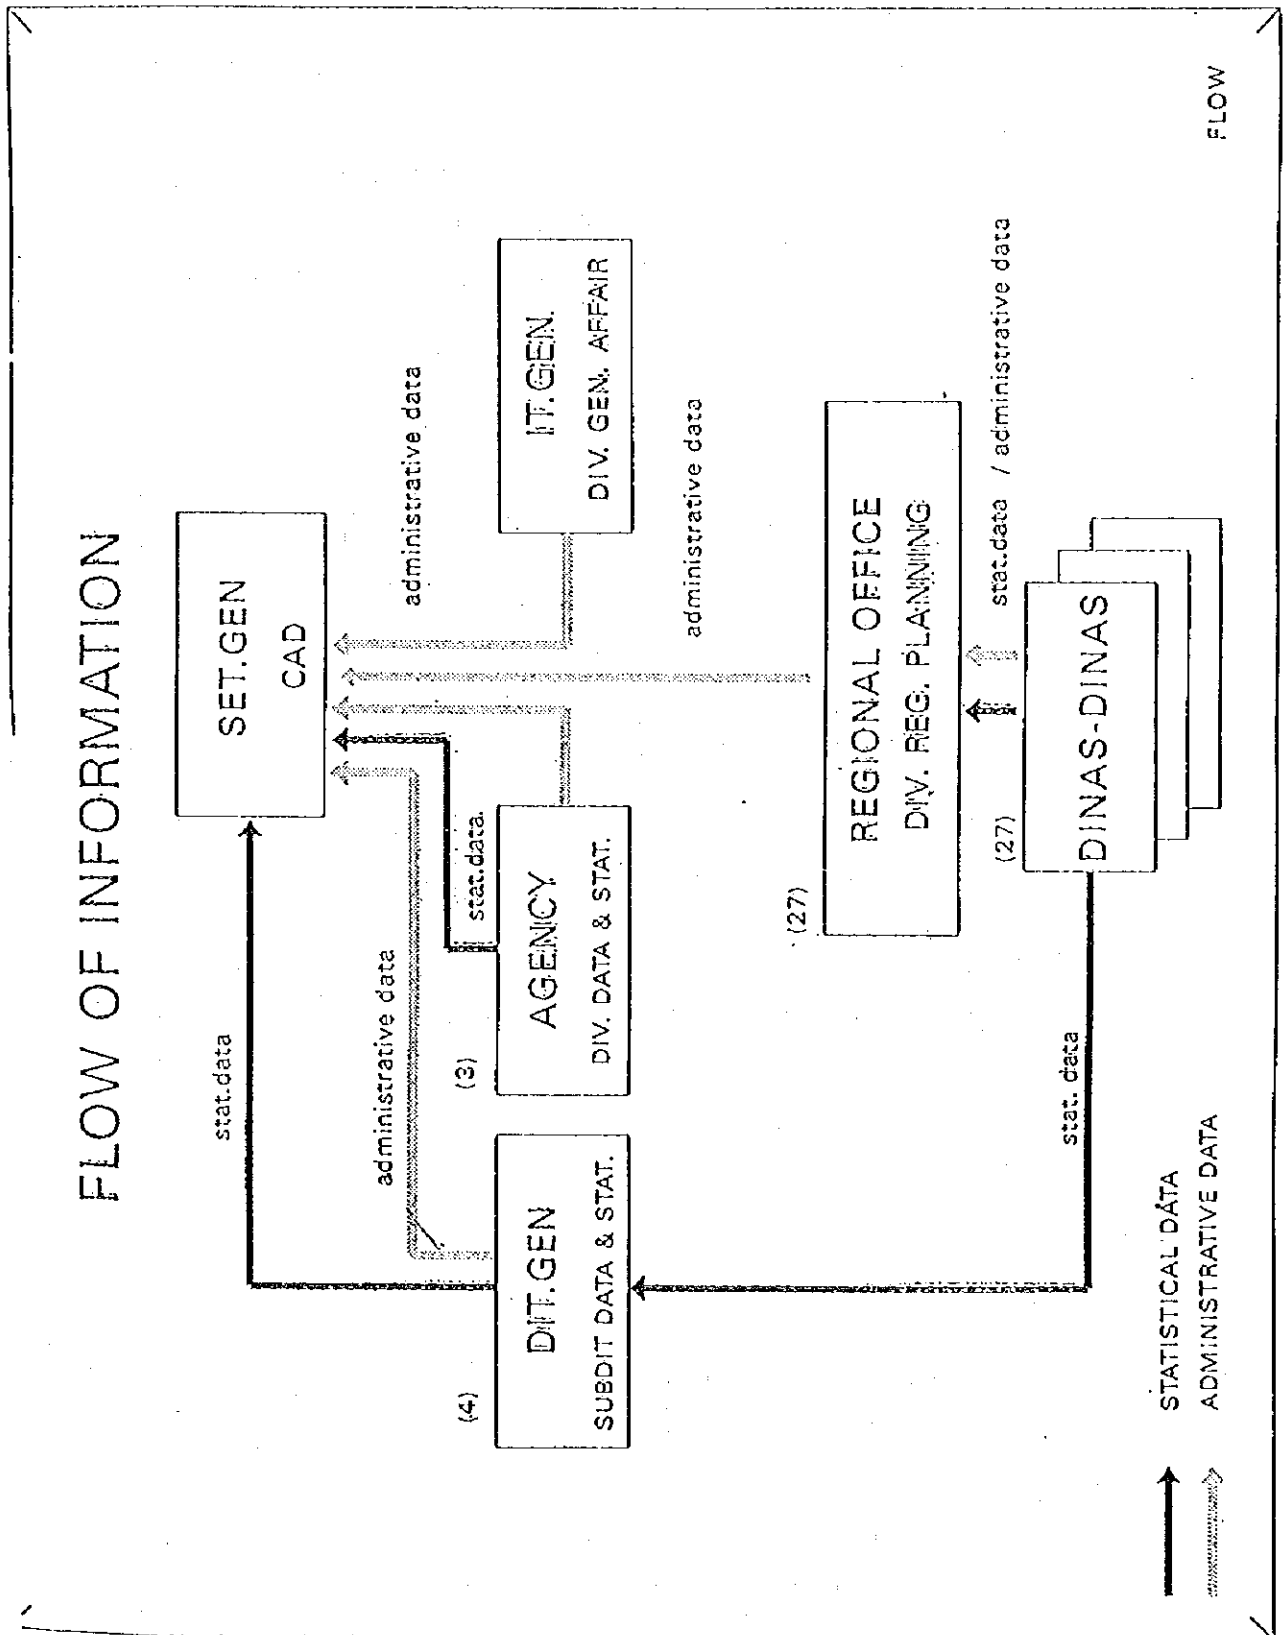 FLOW OF INFORMATION
SET.GEN
CAD
stat.data
administrative data
administrative data
stat.data.
(4)
DIT.GEN
SUBDIT DATA & STAT.
(3)
AGENCY
DIV. DATA & STAT.
IT.GEN.
DIV. GEN. AFFAIR
administrative data
(27)
REGIONAL OFFICE
DIV. REG. PLANNING
stat.data / administrative data
(27)
DINAS-DINAS
stat. data
STATISTICAL DATA
ADMINISTRATIVE DATA
FLOW